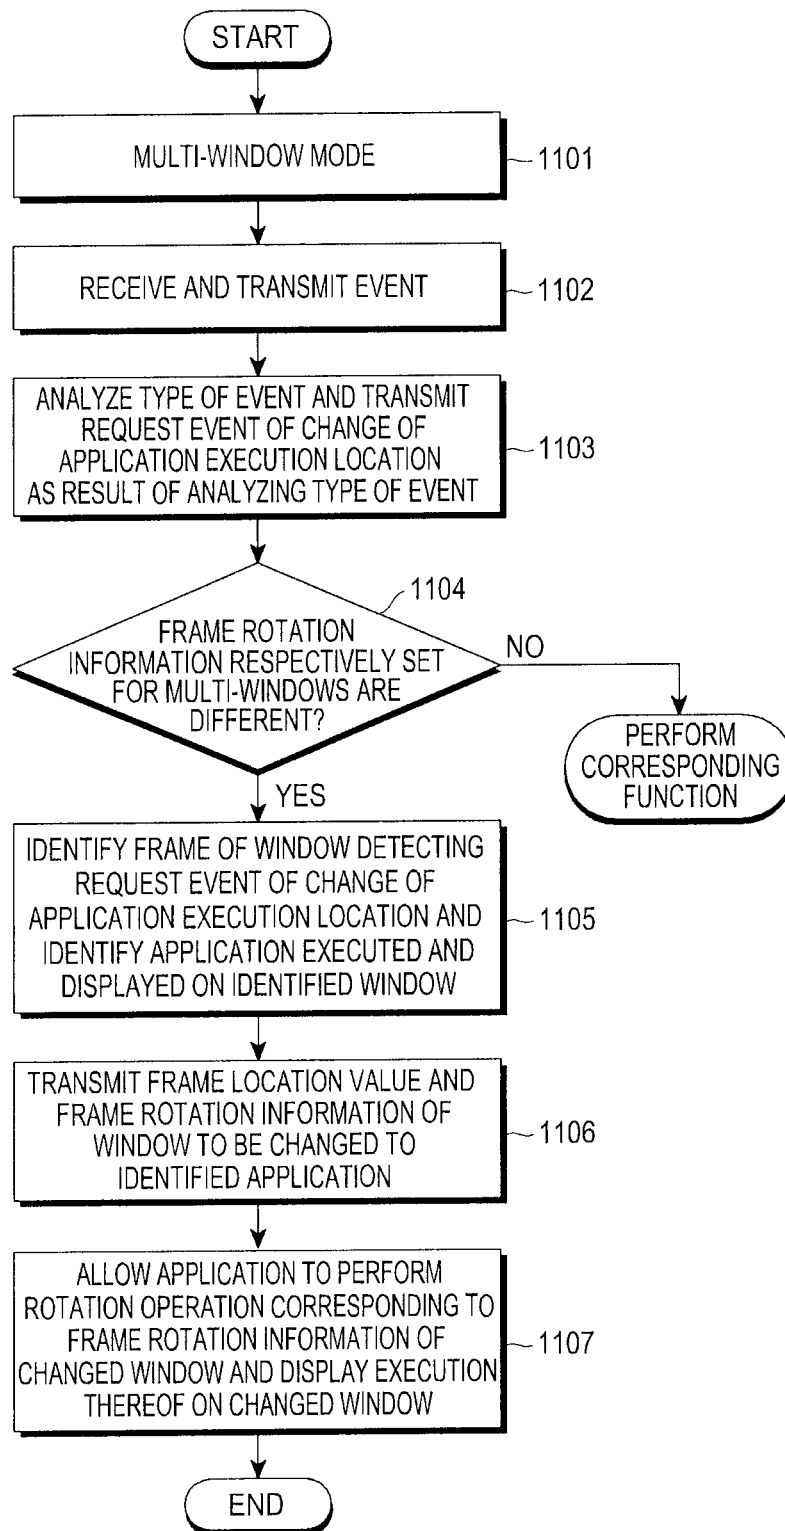 START
MULTI-WINDOW MODE
1101
RECEIVE AND TRANSMIT EVENT
1102
ANALYZE TYPE OF EVENT AND TRANSMIT
REQUEST EVENT OF CHANGE OF
APPLICATION EXECUTION LOCATION
AS RESULT OF ANALYZING TYPE OF EVENT
1103
1104
FRAME ROTATION
INFORMATION RESPECTIVELY SET
FOR MULTI-WINDOWS ARE
DIFFERENT?
NO
PERFORM
CORRESPONDING
FUNCTION
YES
IDENTIFY FRAME OF WINDOW DETECTING
REQUEST EVENT OF CHANGE OF
APPLICATION EXECUTION LOCATION AND
IDENTIFY APPLICATION EXECUTED AND
DISPLAYED ON IDENTIFIED WINDOW
1105
TRANSMIT FRAME LOCATION VALUE AND
FRAME ROTATION INFORMATION OF
WINDOW TO BE CHANGED TO
IDENTIFIED APPLICATION
1106
ALLOW APPLICATION TO PERFORM
ROTATION OPERATION CORRESPONDING TO
FRAME ROTATION INFORMATION OF
CHANGED WINDOW AND DISPLAY EXECUTION
THEREOF ON CHANGED WINDOW
1107
END